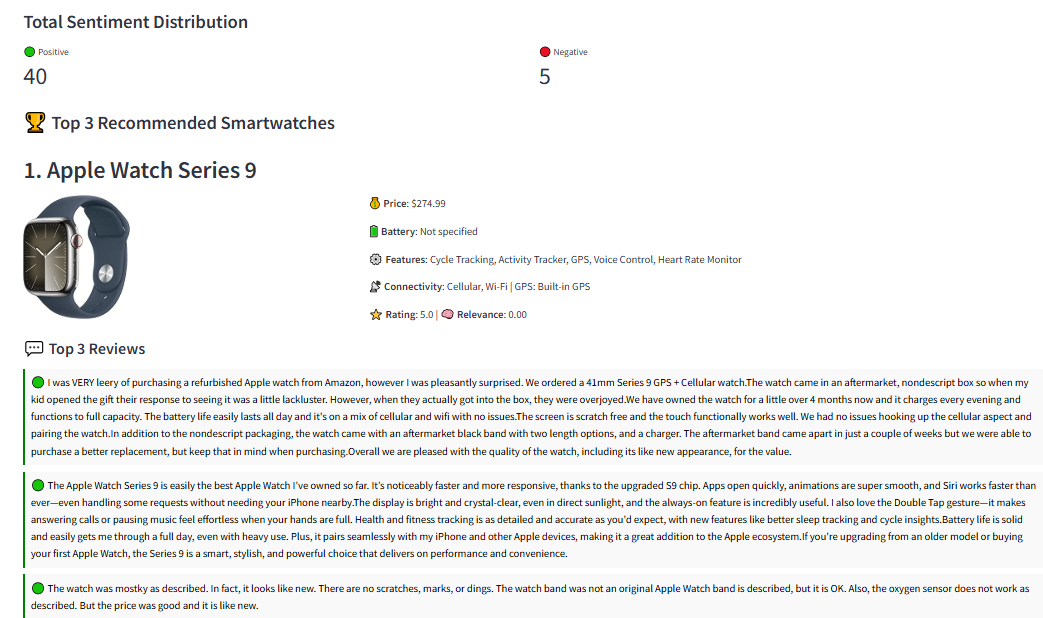 Total Sentiment Distribution
Positive
Negative
40
5
Top 3 Recommended Smartwatches
1. Apple Watch Series 9
Price: $274.99
Battery: Not specified
Features: Cycle Tracking, Activity Tracker, GPS, Voice Control, Heart Rate Monitor
Connectivity: Cellular, Wi-Fi | GPS: Built-in GPS
Rating: 5.0 | Relevance: 0.00
Top 3 Reviews
I was VERY leery of purchasing a refurbished Apple watch from Amazon, however I was pleasantly surprised. We ordered a 41mm Series 9 GPS + Cellular watch.The watch came in an aftermarket, nondescript box so when my
kid opened the gift their response to seeing it was a little lackluster. However, when they actually got into the box, they were overjoyed.We have owned the watch for a little over 4 months now and it charges every evening and
functions to full capacity. The battery life easily lasts all day and it's on a mix of cellular and wifi with no issues.The screen is scratch free and the touch functionally works well. We had no issues hooking up the cellular aspect and
pairing the watch.In addition to the nondescript packaging, the watch came with an aftermarket black band with two length options, and a charger. The aftermarket band came apart in just a couple of weeks but we were able to
purchase a better replacement, but keep that in mind when purchasing.Overall we are pleased with the quality of the watch, including its like new appearance, for the value.
The Apple Watch Series 9 is easily the best Apple Watch I've owned so far. It's noticeably faster and more responsive, thanks to the upgraded S9 chip. Apps open quickly, animations are super smooth, and Siri works faster than
ever—even handling some requests without needing your iPhone nearby.The display is bright and crystal-clear, even in direct sunlight, and the always-on feature is incredibly useful. I also love the Double Tap gesture—it makes
answering calls or pausing music feel effortless when your hands are full. Health and fitness tracking is as detailed and accurate as you'd expect, with new features like better sleep tracking and cycle insights.Battery life is solid
and easily gets me through a full day, even with heavy use. Plus, it pairs seamlessly with my iPhone and other Apple devices, making it a great addition to the Apple ecosystem.If you're upgrading from an older model or buying
your first Apple Watch, the Series 9 is a smart, stylish, and powerful choice that delivers on performance and convenience.
The watch was mostky as described. In fact, it looks like new. There are no scratches, marks, or dings. The watch band was not an original Apple Watch band is described, but it is OK. Also, the oxygen sensor does not work as
described. But the price was good and it is like new.